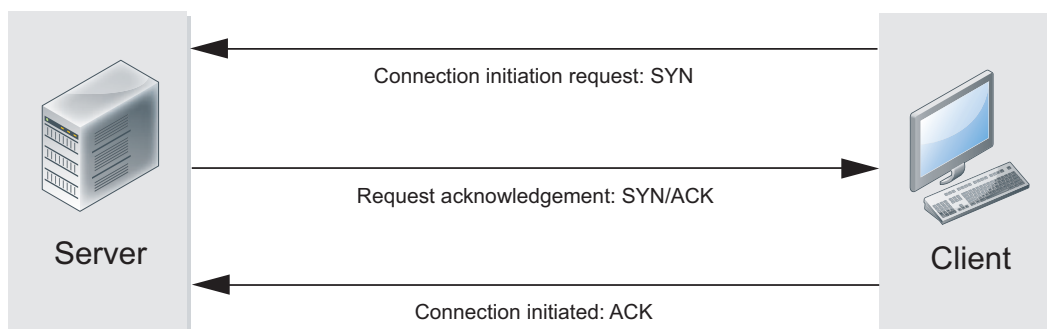 Connection initiation request: SYN
Request acknowledgement: SYN/ACK
Server
Client
Connection initiated: ACK